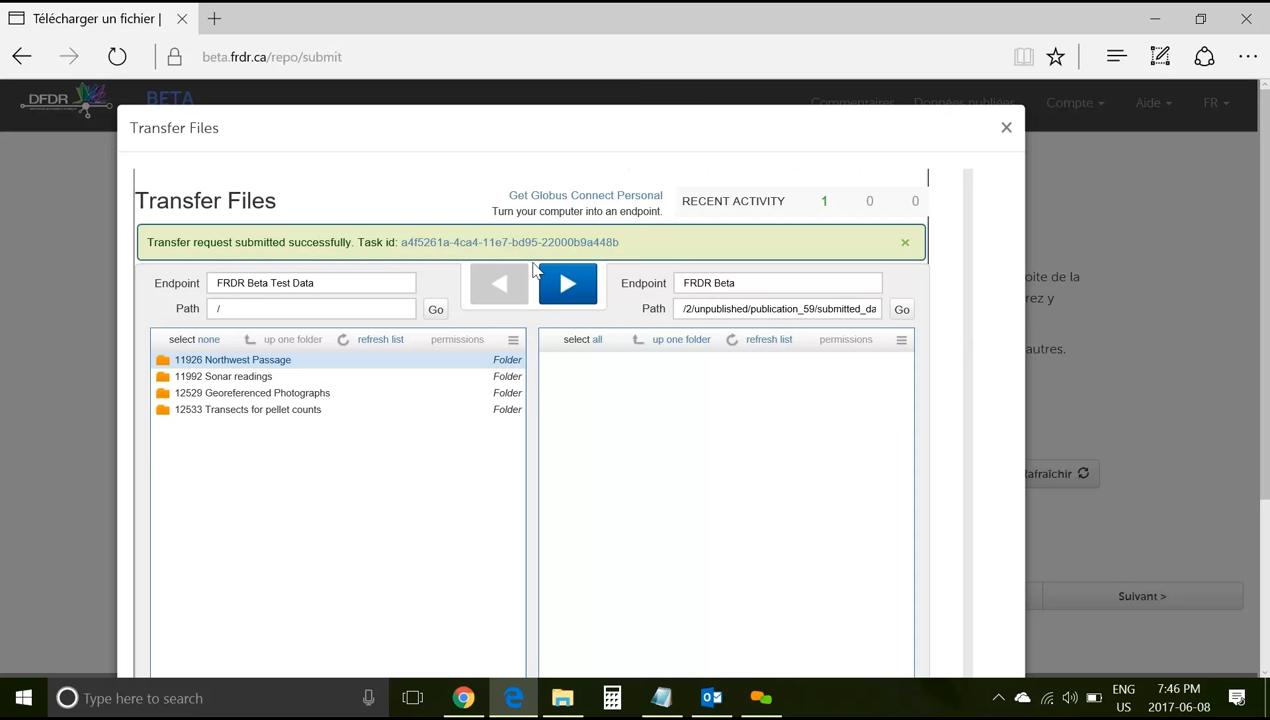 Télécharger un fichier |
beta.frdr.ca/repo/submit
DFDR
BETA
Commentaires Données publiées Compte Aide FR
Transfer Files
Transfer Files
Get Globus Connect Personal
Turn your computer into an endpoint.
RECENT ACTIVITY 1 0 0
Transfer request submitted successfully. Task id: a4f5261a-4ca4-11e7-bd95-22000b9a448b
Endpoint FRDR Beta Test Data
Path / Go
Endpoint FRDR Beta
Path /2/unpublished/publication_59/submitted_da Go
select none up one folder refresh list permissions
11926 Northwest Passage Folder
11992 Sonar readings Folder
12529 Georeferenced Photographs Folder
12533 Transects for pellet counts Folder
select all up one folder refresh list permissions
oite de la
rez y
autres.
Rafraîchir
Suivant >
Type here to search
ENG
US
7:46 PM
2017-06-08